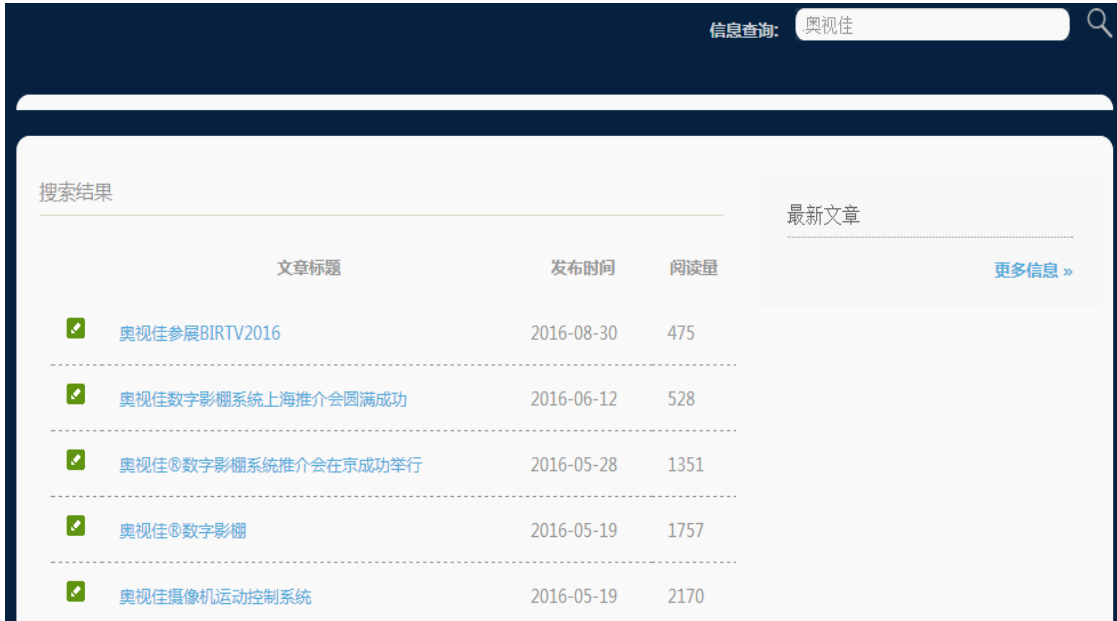 信息查询: 奥视佳
搜索结果
最新文章
更多信息 »
文章标题 发布时间 阅读量
奥视佳参展BIRTV2016 2016-08-30 475
奥视佳数字影棚系统上海推介会圆满成功 2016-06-12 528
奥视佳®数字影棚系统推介会在京成功举行 2016-05-28 1351
奥视佳®数字影棚 2016-05-19 1757
奥视佳摄像机运动控制系统 2016-05-19 2170